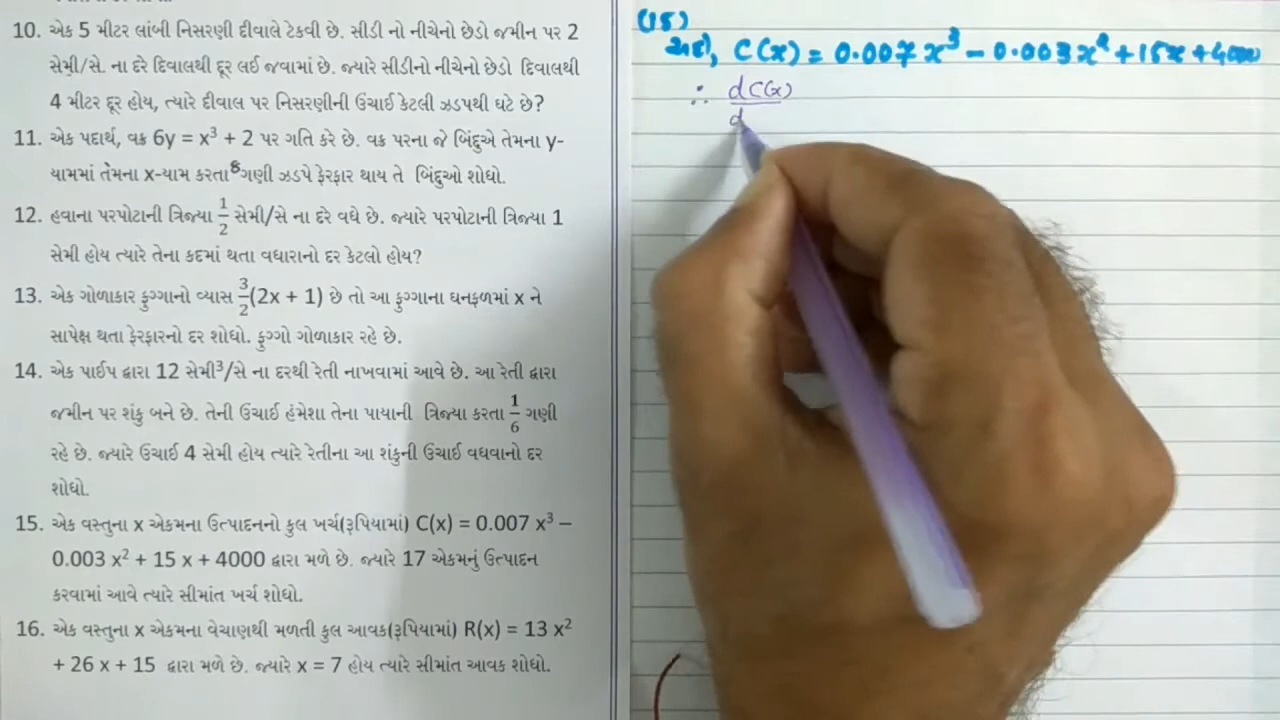 10. એક 5 મીટર લાંબી નિસરણી દીવાલે ટેકવી છે. સીડી નો નીચેનો છેડો જમીન પર 2
સેમી/સે. ના દરે દિવાલથી દૂર લઈ જવામાં છે. જ્યારે સીડીનો નીચેનો છેડો દિવાલથી
4 મીટર દૂર હોય, ત્યારે દીવાલ પર નિસરણીની ઉંચાઈ કેટલી ઝડપથી ઘટે છે?
11. એક પદાર્થ, વક્ર 6y = x³ + 2 પર ગતિ કરે છે. વક્ર પરના જે બિંદુએ તેમના y-
યામમાં તેમના x-યામ કરતા 8 ગણી ઝડપે ફેરફાર થાય તે બિંદુઓ શોધો.
12. હવાના પરપોટાની ત્રિજ્યા 1/2 સેમી/સે ના દરે વધે છે. જ્યારે પરપોટાની ત્રિજ્યા 1
સેમી હોય ત્યારે તેના કદમાં થતા વધારાનો દર કેટલો હોય?
13. એક ગોળાકાર ફુગ્ગાનો વ્યાસ 3/2(2x + 1) છે તો આ ફુગ્ગાના ઘનફળમાં x ને
સાપેક્ષ થતા ફેરફારનો દર શોધો. ફુગ્ગો ગોળાકાર રહે છે.
14. એક પાઈપ દ્વારા 12 સેમી³/સે ના દરથી રેતી નાખવામાં આવે છે. આ રેતી દ્વારા
જમીન પર શંકુ બને છે. તેની ઉંચાઈ હંમેશા તેના પાયાની ત્રિજ્યા કરતા 1/6 ગણી
રહે છે. જ્યારે ઉંચાઈ 4 સેમી હોય ત્યારે રેતીના આ શંકુની ઉંચાઈ વધવાનો દર
શોધો.
15. એક વસ્તુના x એકમના ઉત્પાદનનો કુલ ખર્ચ(રૂપિયામાં) C(x) = 0.007 x³ –
0.003 x² + 15 x + 4000 દ્વારા મળે છે. જ્યારે 17 એકમનું ઉત્પાદન
કરવામાં આવે ત્યારે સીમાંત ખર્ચ શોધો.
16. એક વસ્તુના x એકમના વેચાણથી મળતી કુલ આવક(રૂપિયામાં) R(x) = 13 x²
+ 26 x + 15 દ્વારા મળે છે. જ્યારે x = 7 હોય ત્યારે સીમાંત આવક શોધો.
(15)
અહીં, C(x) = 0.007 x³ – 0.003x² + 15x + 4000
∴ dC(x)
d